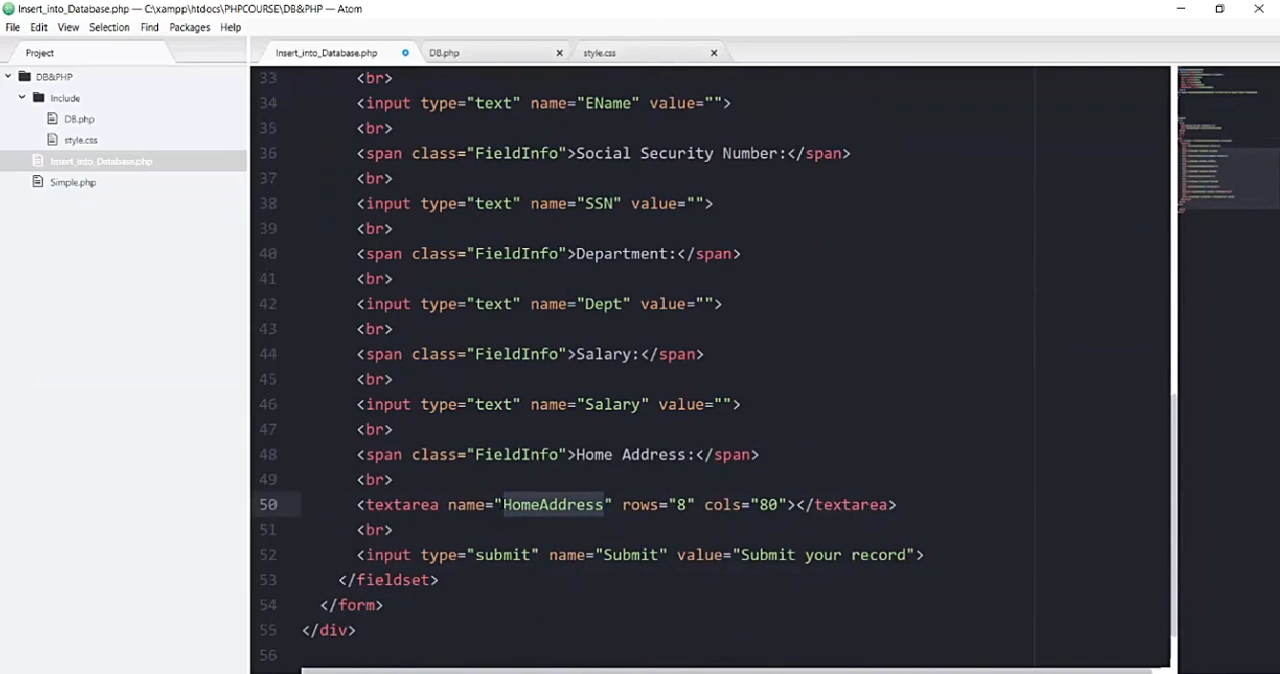 Insert_into_Database.php — C:\xampp\htdocs\PHPCOURSE\DB&PHP — Atom
File Edit View Selection Find Packages Help
Project
Insert_into_Database.php DB.php style.css
DB&PHP
Include
DB.php
style.css
Insert_into_Database.php
Simple.php
33 <br>
34 <input type="text" name="EName" value="">
35 <br>
36 <span class="FieldInfo">Social Security Number:</span>
37 <br>
38 <input type="text" name="SSN" value="">
39 <br>
40 <span class="FieldInfo">Department:</span>
41 <br>
42 <input type="text" name="Dept" value="">
43 <br>
44 <span class="FieldInfo">Salary:</span>
45 <br>
46 <input type="text" name="Salary" value="">
47 <br>
48 <span class="FieldInfo">Home Address:</span>
49 <br>
50 <textarea name="HomeAddress" rows="8" cols="80"></textarea>
51 <br>
52 <input type="submit" name="Submit" value="Submit your record">
53 </fieldset>
54 </form>
55 </div>
56